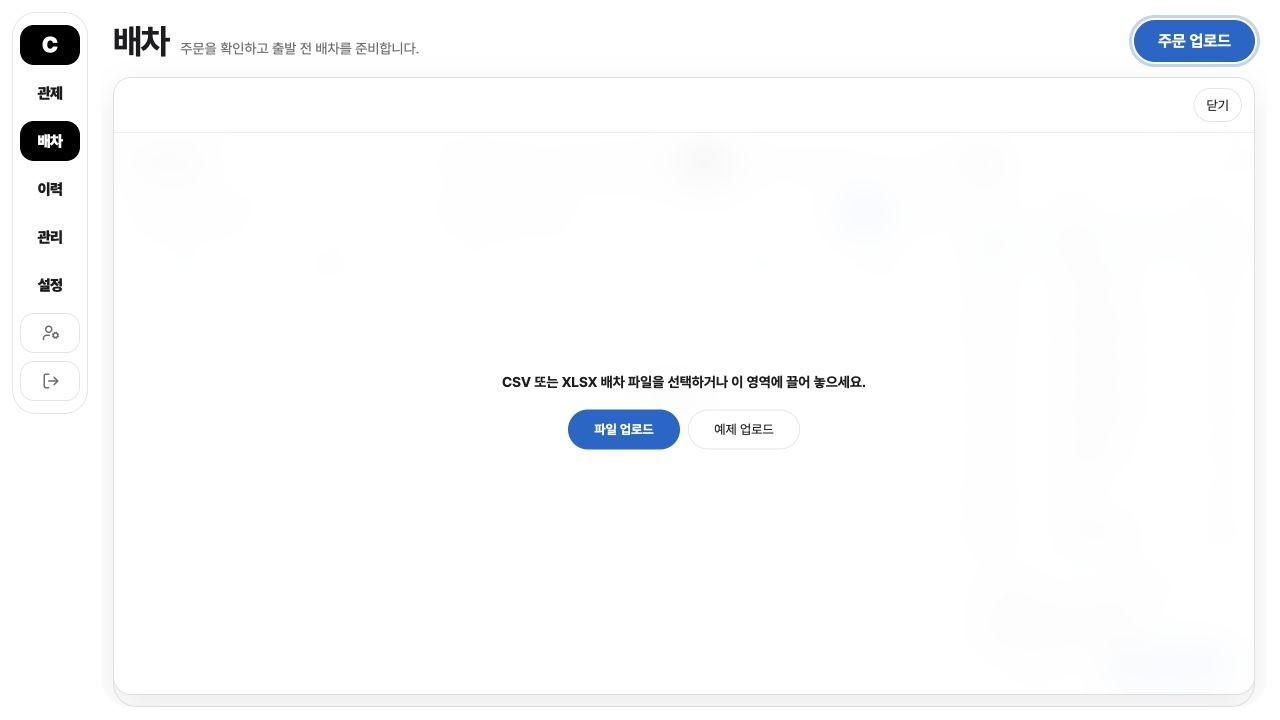 C
관제
배차
이력
관리
설정
배차 주문을 확인하고 출발 전 배차를 준비합니다.
주문 업로드
닫기
CSV 또는 XLSX 배차 파일을 선택하거나 이 영역에 끌어 놓으세요.
파일 업로드
예제 업로드